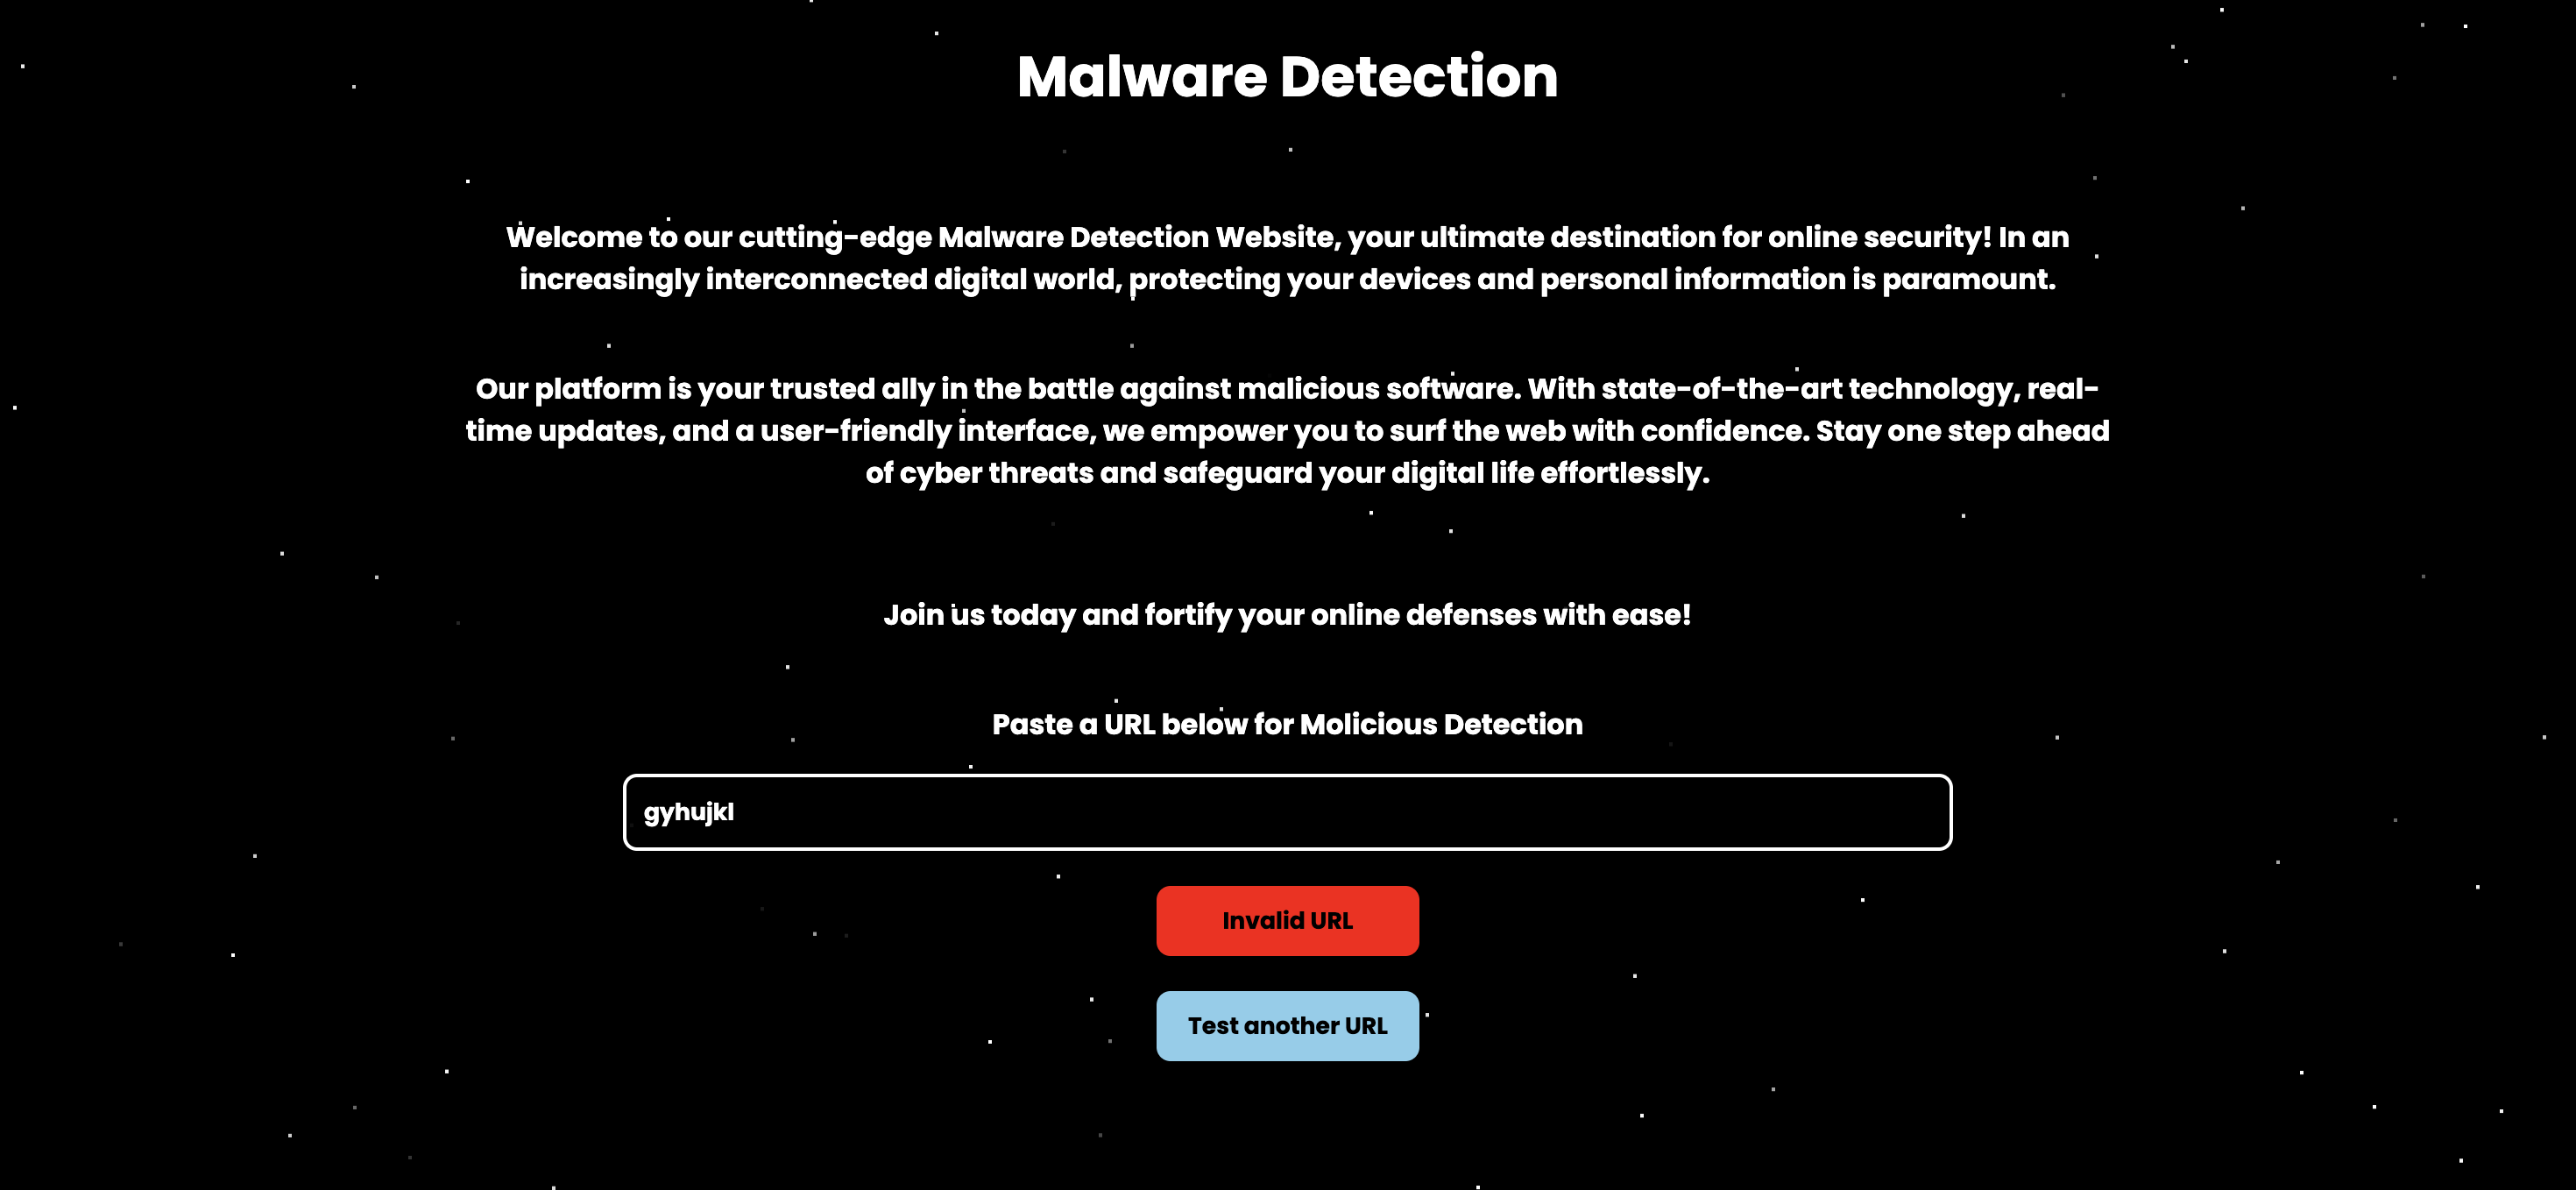 Malware Detection
Welcome to our cutting-edge Malware Detection Website, your ultimate destination for online security! In an
increasingly interconnected digital world, protecting your devices and personal information is paramount.
Our platform is your trusted ally in the battle against malicious software. With state-of-the-art technology, real-
time updates, and a user-friendly interface, we empower you to surf the web with confidence. Stay one step ahead
of cyber threats and safeguard your digital life effortlessly.
Join us today and fortify your online defenses with ease!
Paste a URL below for Molicious Detection
gyhujkl
Invalid URL
Test another URL